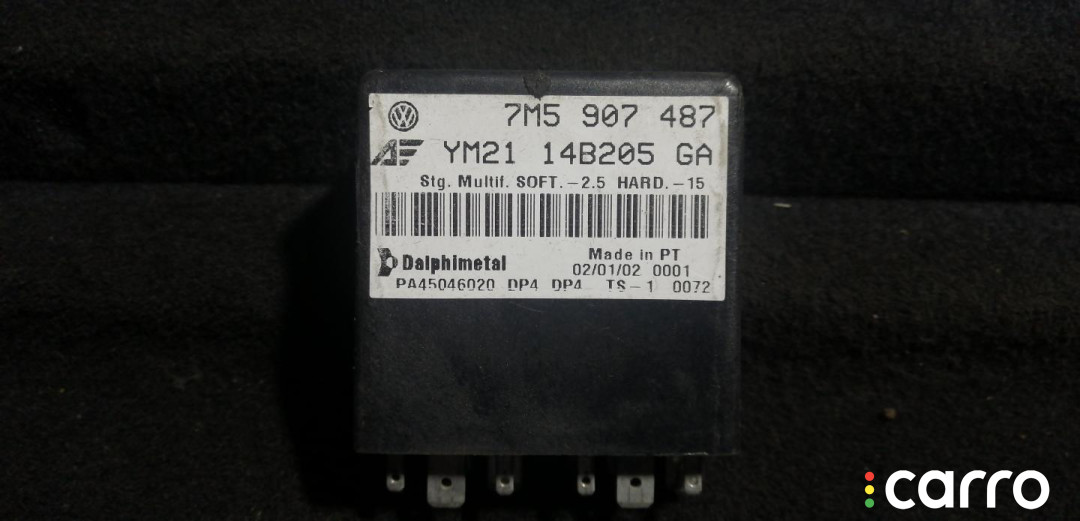 7M5 907 487
YM21 14B205 GA
Stg. Multif. SOFT.-2.5 HARD.-15
Dalphimetal
Made in PT
02/01/02 0001
PA45046020 DP4 DP4 TS-1 0072
carro